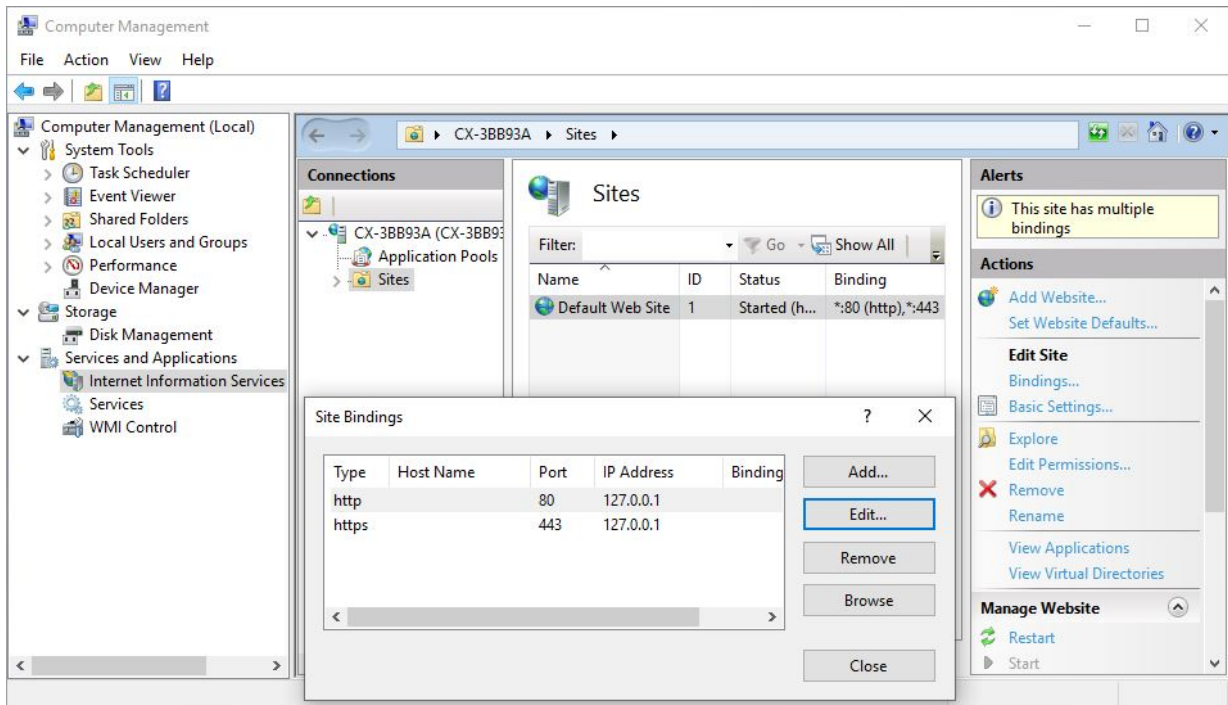 Computer Management
File Action View Help
Computer Management (Local)
System Tools
Task Scheduler
Event Viewer
Shared Folders
Local Users and Groups
Performance
Device Manager
Storage
Disk Management
Services and Applications
Internet Information Services
Services
WMI Control
CX-3BB93A Sites
Connections
CX-3BB93A (CX-3BB93
Application Pools
Sites
Sites
Filter: Go Show All
Name ID Status Binding
Default Web Site 1 Started (h... *:80 (http),*:443
Alerts
This site has multiple
bindings
Actions
Add Website...
Set Website Defaults...
Edit Site
Bindings...
Basic Settings...
Explore
Edit Permissions...
Remove
Rename
View Applications
View Virtual Directories
Manage Website
Restart
Start
Site Bindings
Type Host Name Port IP Address Binding
http 80 127.0.0.1
https 443 127.0.0.1
Add...
Edit...
Remove
Browse
Close